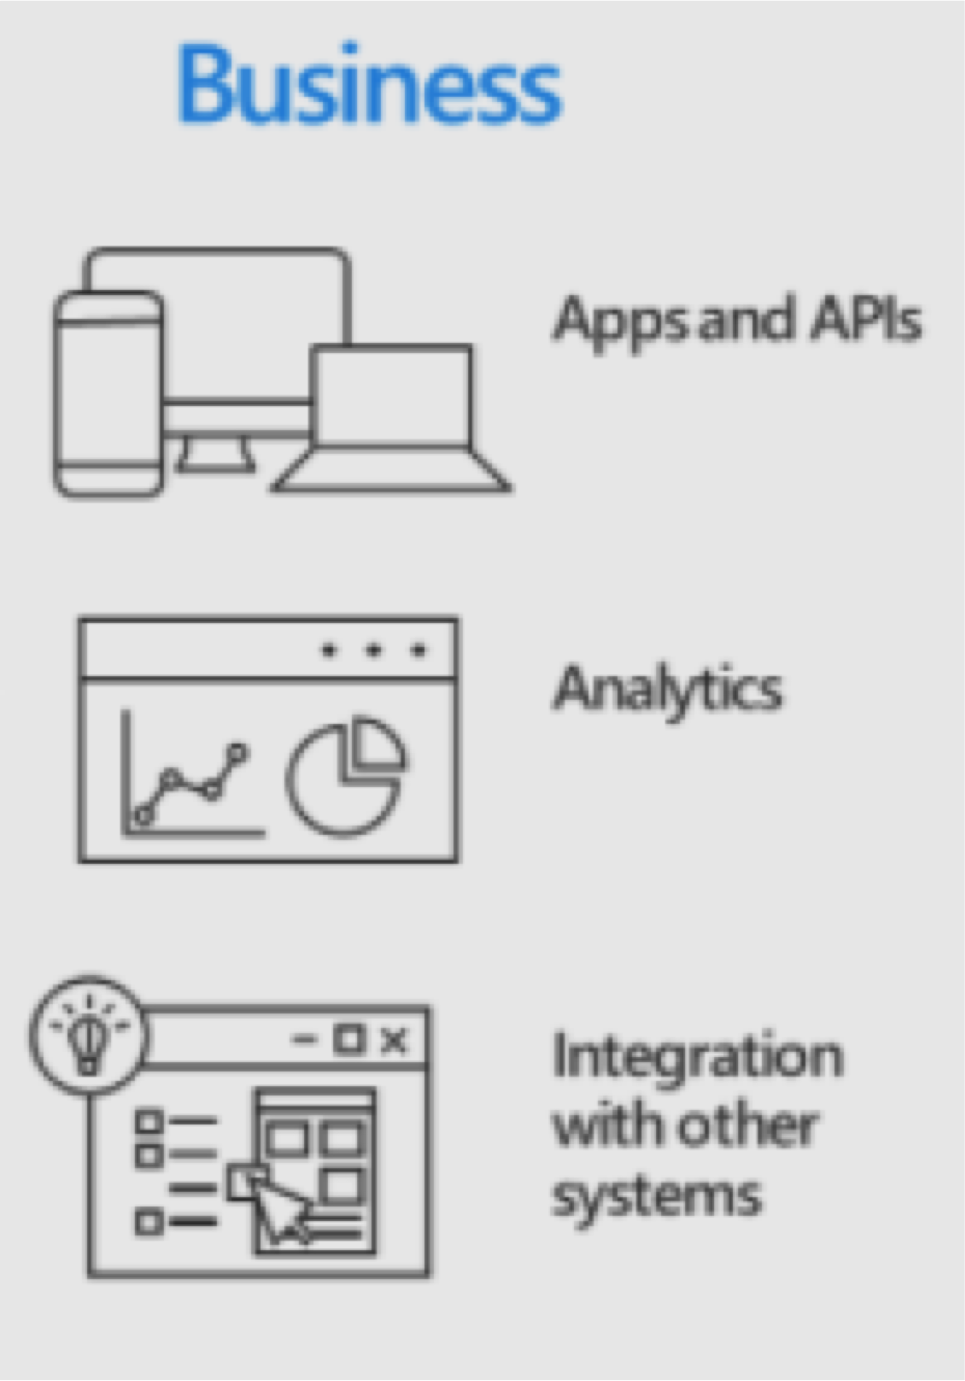 Business
Apps and APIs
Analytics
Integration
with other
systems